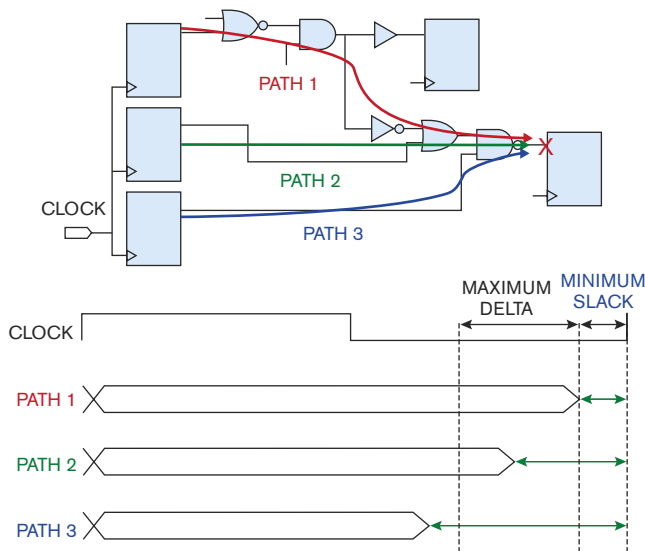 PATH 1
PATH 2
CLOCK
PATH 3
MAXIMUM
DELTA
MINIMUM
SLACK
CLOCK
PATH 1
PATH 2
PATH 3